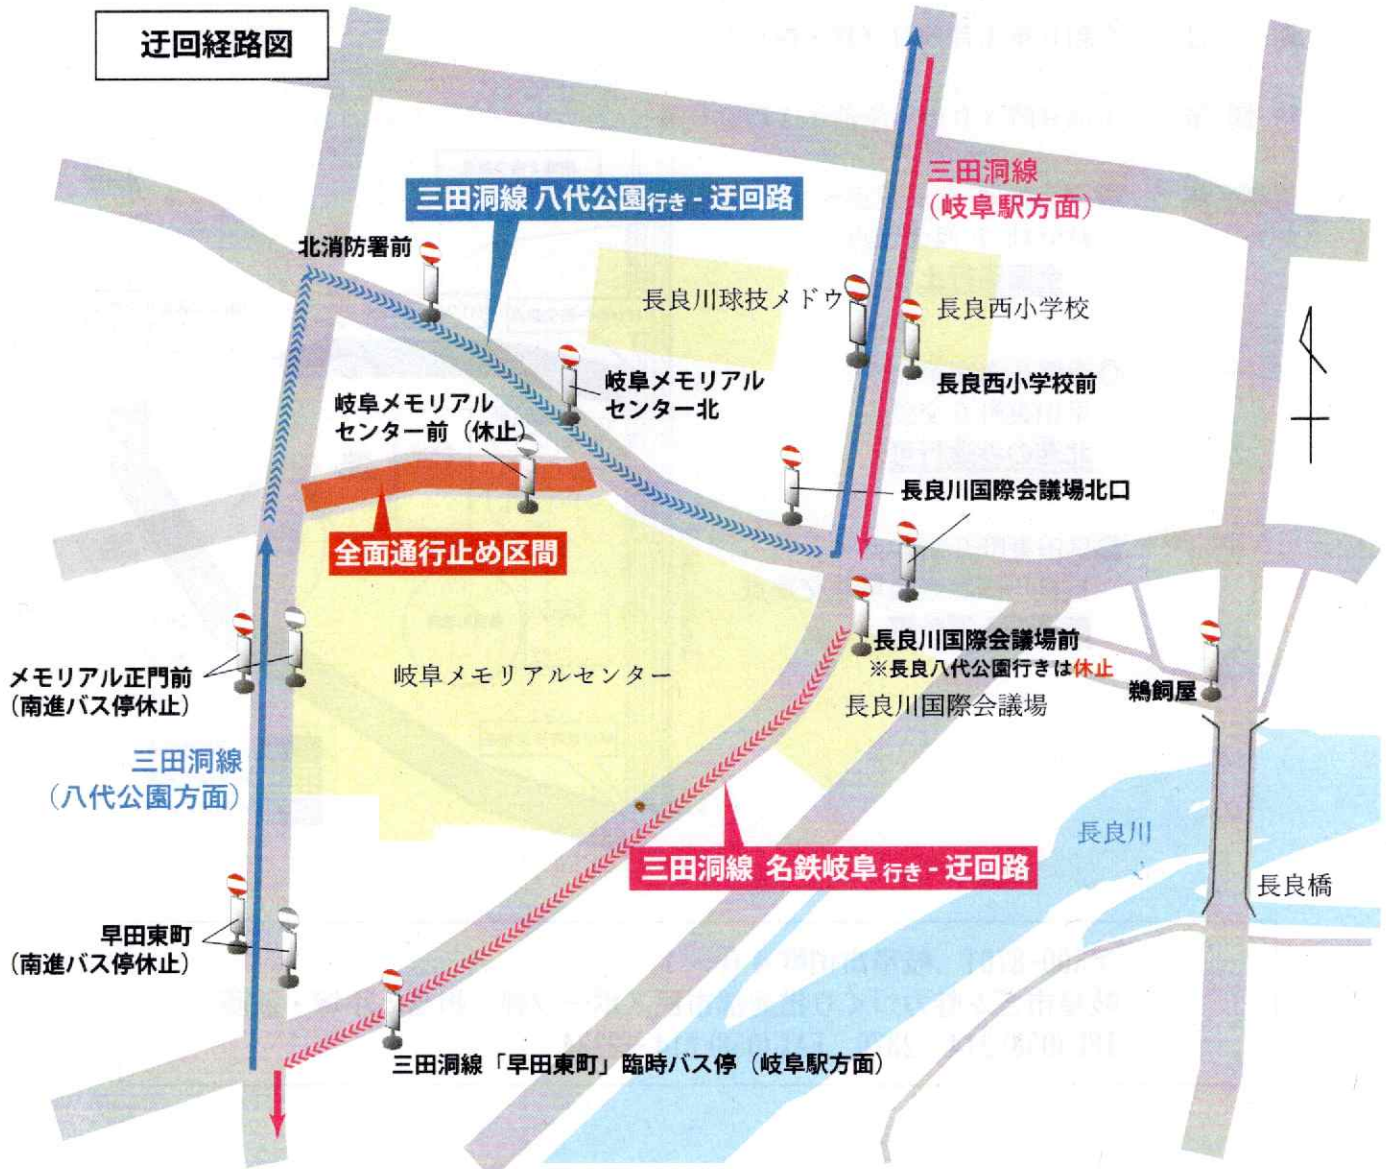 迂回経路図
三田洞線
(岐阜駅方面)
三田洞線 八代公園行き - 迂回路
北消防署前
長良川球技メドウ
長良西小学校
長良西小学校前
岐阜メモリアル
センター北
岐阜メモリアル
センター前（休止）
長良川国際会議場北口
全面通行止め区間
長良川国際会議場前
※長良八代公園行きは休止
メモリアル正門前
(南進バス停休止)
岐阜メモリアルセンター
長良川国際会議場
鵜飼屋
三田洞線
(八代公園方面)
長良川
三田洞線 名鉄岐阜行き - 迂回路
長良橋
早田東町
(南進バス停休止)
三田洞線「早田東町」臨時バス停（岐阜駅方面）